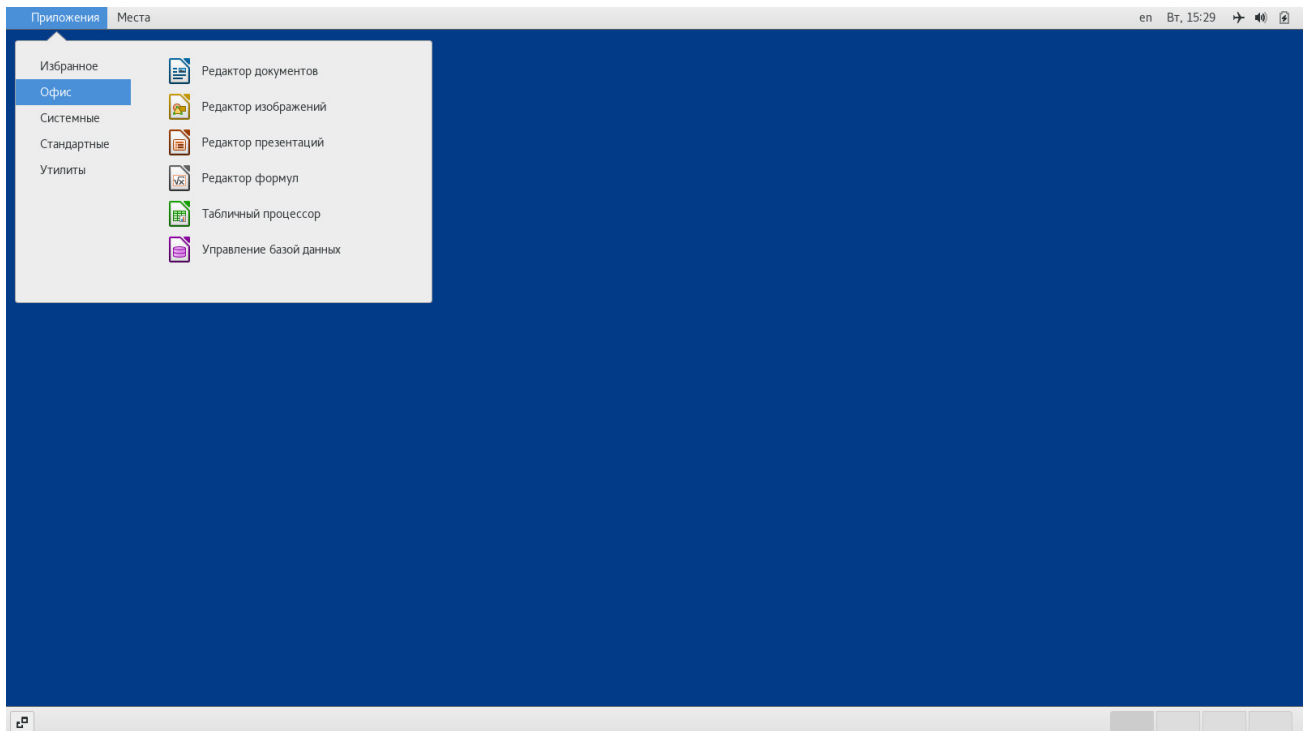 Приложения Места en Вт, 15:29
Избранное
Офис
Системные
Стандартные
Утилиты
Редактор документов
Редактор изображений
Редактор презентаций
Редактор формул
Табличный процессор
Управление базой данных